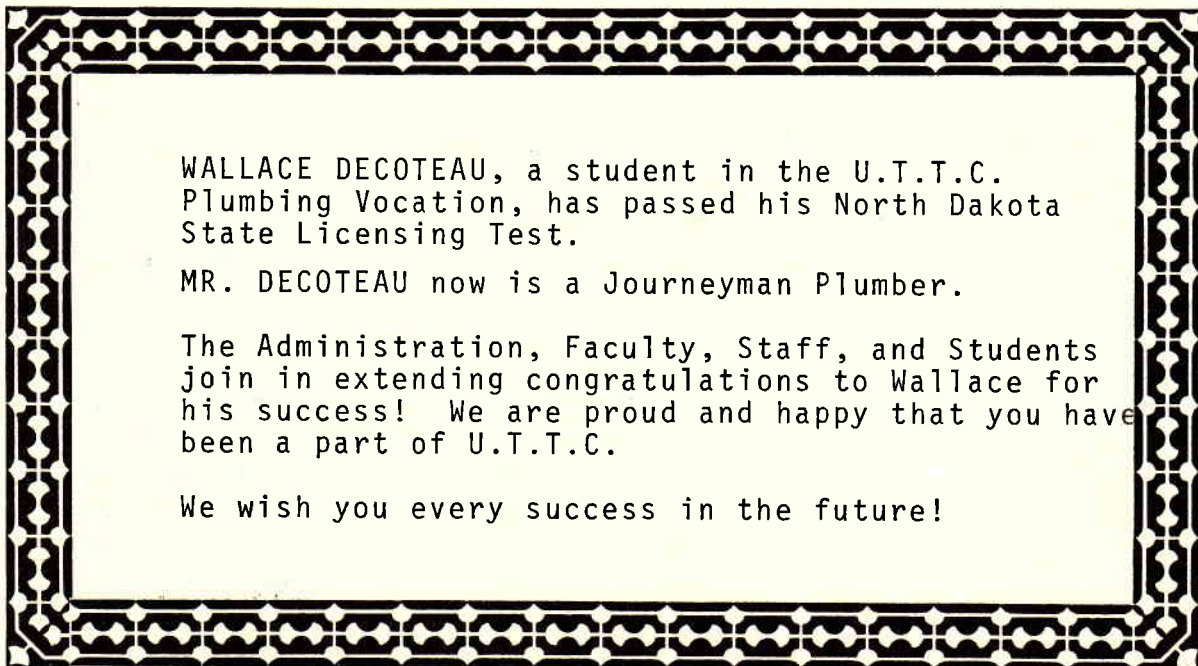 WALLACE DECOTEAU, a student in the U.T.T.C.
Plumbing Vocation, has passed his North Dakota
State Licensing Test.
MR. DECOTEAU now is a Journeyman Plumber.
The Administration, Faculty, Staff, and Students
join in extending congratulations to Wallace for
his success!  We are proud and happy that you have
been a part of U.T.T.C.
We wish you every success in the future!